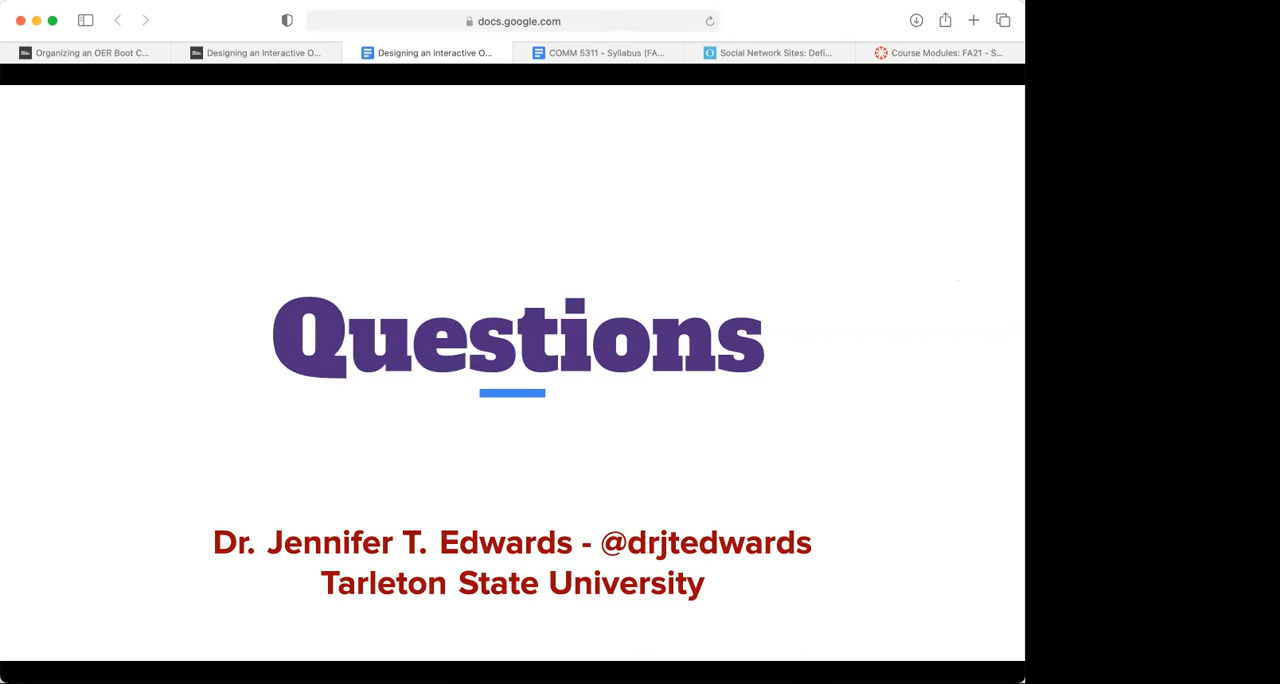 docs.google.com
Organizing an OER Boot C...
Designing an Interactive O...
Designing an Interactive O...
COMM 5311 - Syllabus (FA...
Social Network Sites: Defi...
Course Modules: FA21 - S...
Questions
Dr. Jennifer T. Edwards - @drjtedwards
Tarleton State University